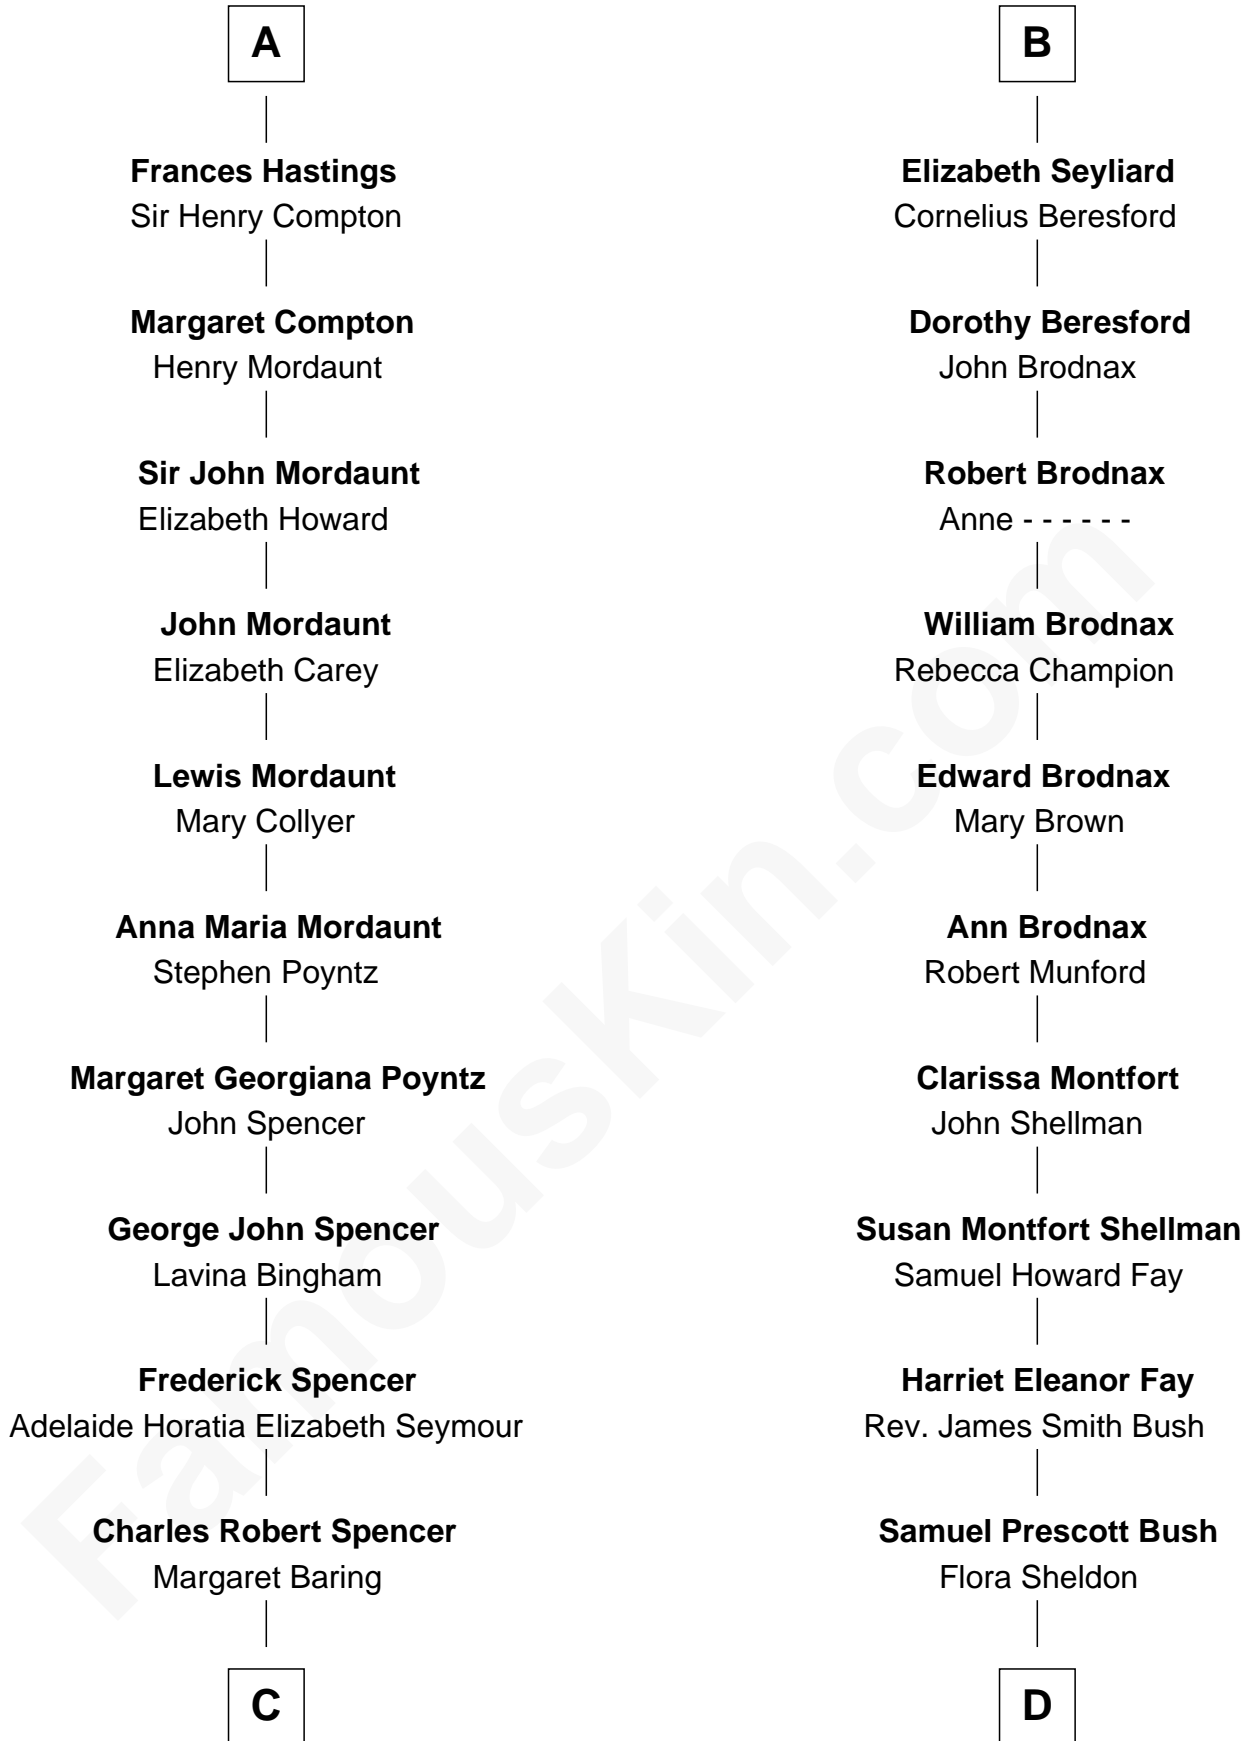 A
Frances Hastings
Sir Henry Compton
Margaret Compton
Henry Mordaunt
Sir John Mordaunt
Elizabeth Howard
John Mordaunt
Elizabeth Carey
Lewis Mordaunt
Mary Collyer
Anna Maria Mordaunt
Stephen Poyntz
Margaret Georgiana Poyntz
John Spencer
George John Spencer
Lavina Bingham
Frederick Spencer
Adelaide Horatia Elizabeth Seymour
Charles Robert Spencer
Margaret Baring
C
B
Elizabeth Seyliard
Cornelius Beresford
Dorothy Beresford
John Brodnax
Robert Brodnax
Anne - - - - - -
William Brodnax
Rebecca Champion
Edward Brodnax
Mary Brown
Ann Brodnax
Robert Munford
Clarissa Montfort
John Shellman
Susan Montfort Shellman
Samuel Howard Fay
Harriet Eleanor Fay
Rev. James Smith Bush
Samuel Prescott Bush
Flora Sheldon
D
FamousKin.com